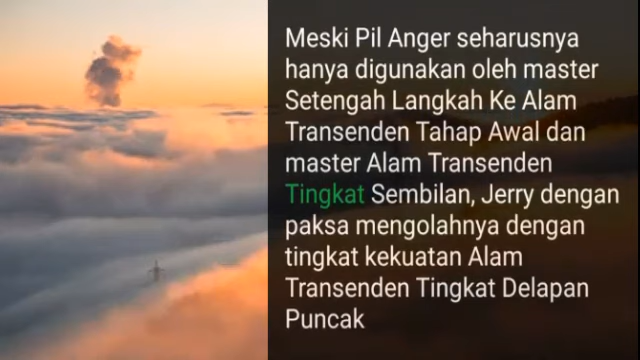 Meski Pil Anger seharusnya
hanya digunakan oleh master
Setengah Langkah Ke Alam
Transenden Tahap Awal dan
master Alam Transenden
Tingkat Sembilan, Jerry dengan
paksa mengolahnya dengan
tingkat kekuatan Alam
Transenden Tingkat Delapan
Puncak